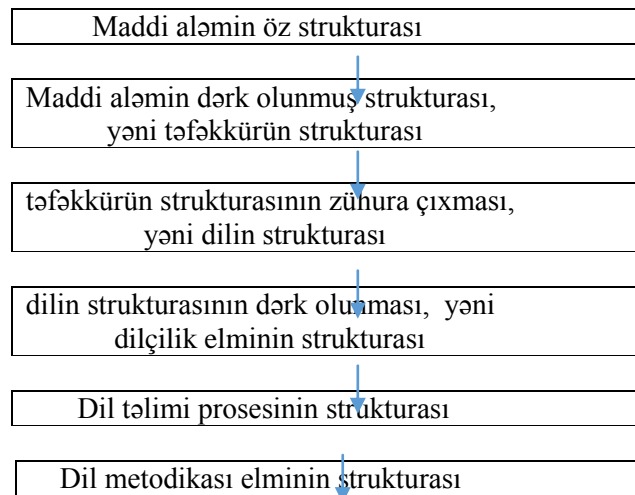 Maddi aləmin öz strukturası
Maddi aləmin dərk olunmuş strukturası,
yəni təfəkkürün strukturası
təfəkkürün strukturasının zühura çıxması,
yəni dilin strukturası
dilin strukturasının dərk olunması, yəni
dilçilik elminin strukturası
Dil təlimi prosesinin strukturası
Dil metodikası elminin strukturası